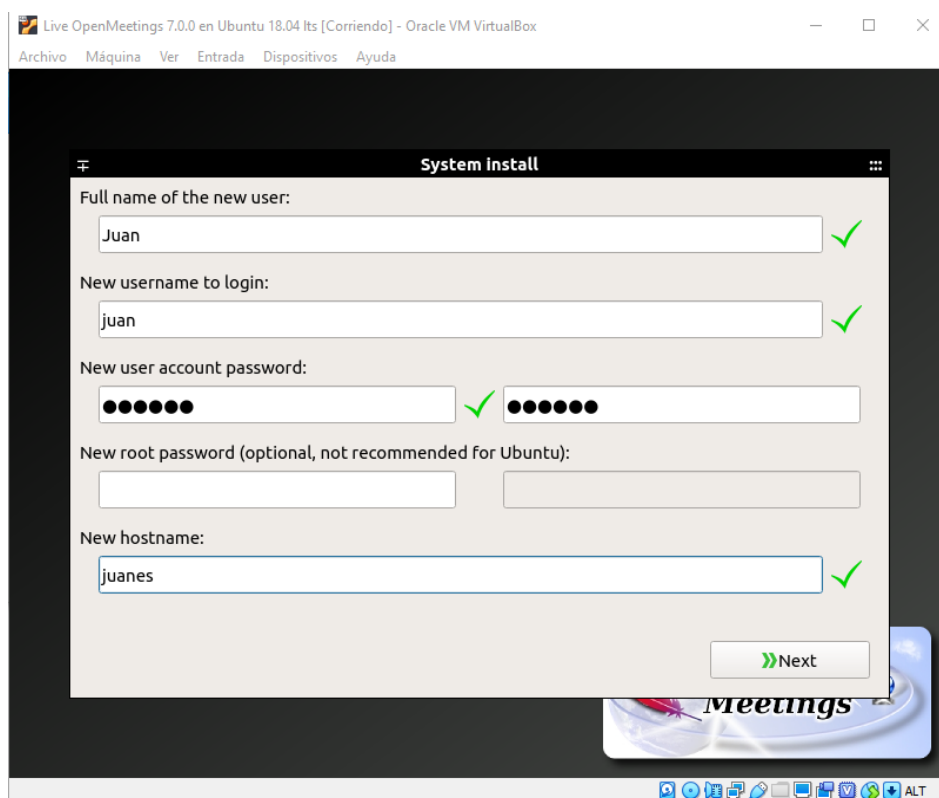 Live OpenMeetings 7.0.0 en Ubuntu 18.04 lts [Corriendo] - Oracle VM VirtualBox
Archivo Máquina Ver Entrada Dispositivos Ayuda
System install
Full name of the new user:
Juan
New username to login:
juan
New user account password:
●●●●●● ●●●●●●
New root password (optional, not recommended for Ubuntu):
New hostname:
juanes
Next
Meetings
ALT